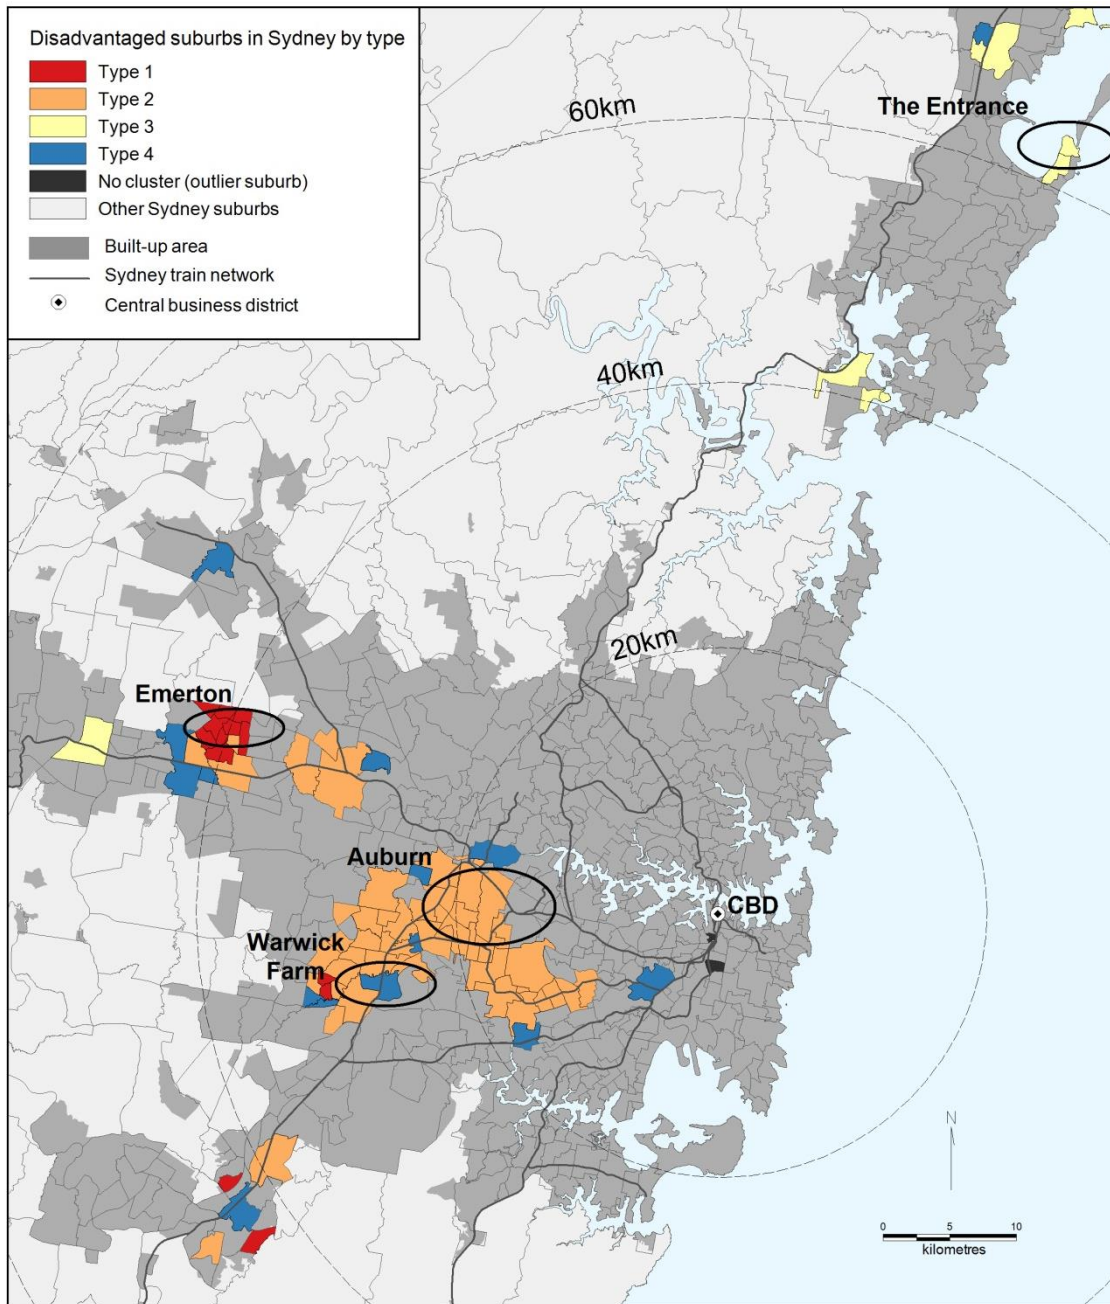 Disadvantaged suburbs in Sydney by type
Type 1
Type 2
Type 3
Type 4
No cluster (outlier suburb)
Other Sydney suburbs
Built-up area
Sydney train network
Central business district
60km
The Entrance
40km
20km
Emerton
Auburn
CBD
Warwick
Farm
N
0 5 10
kilometres